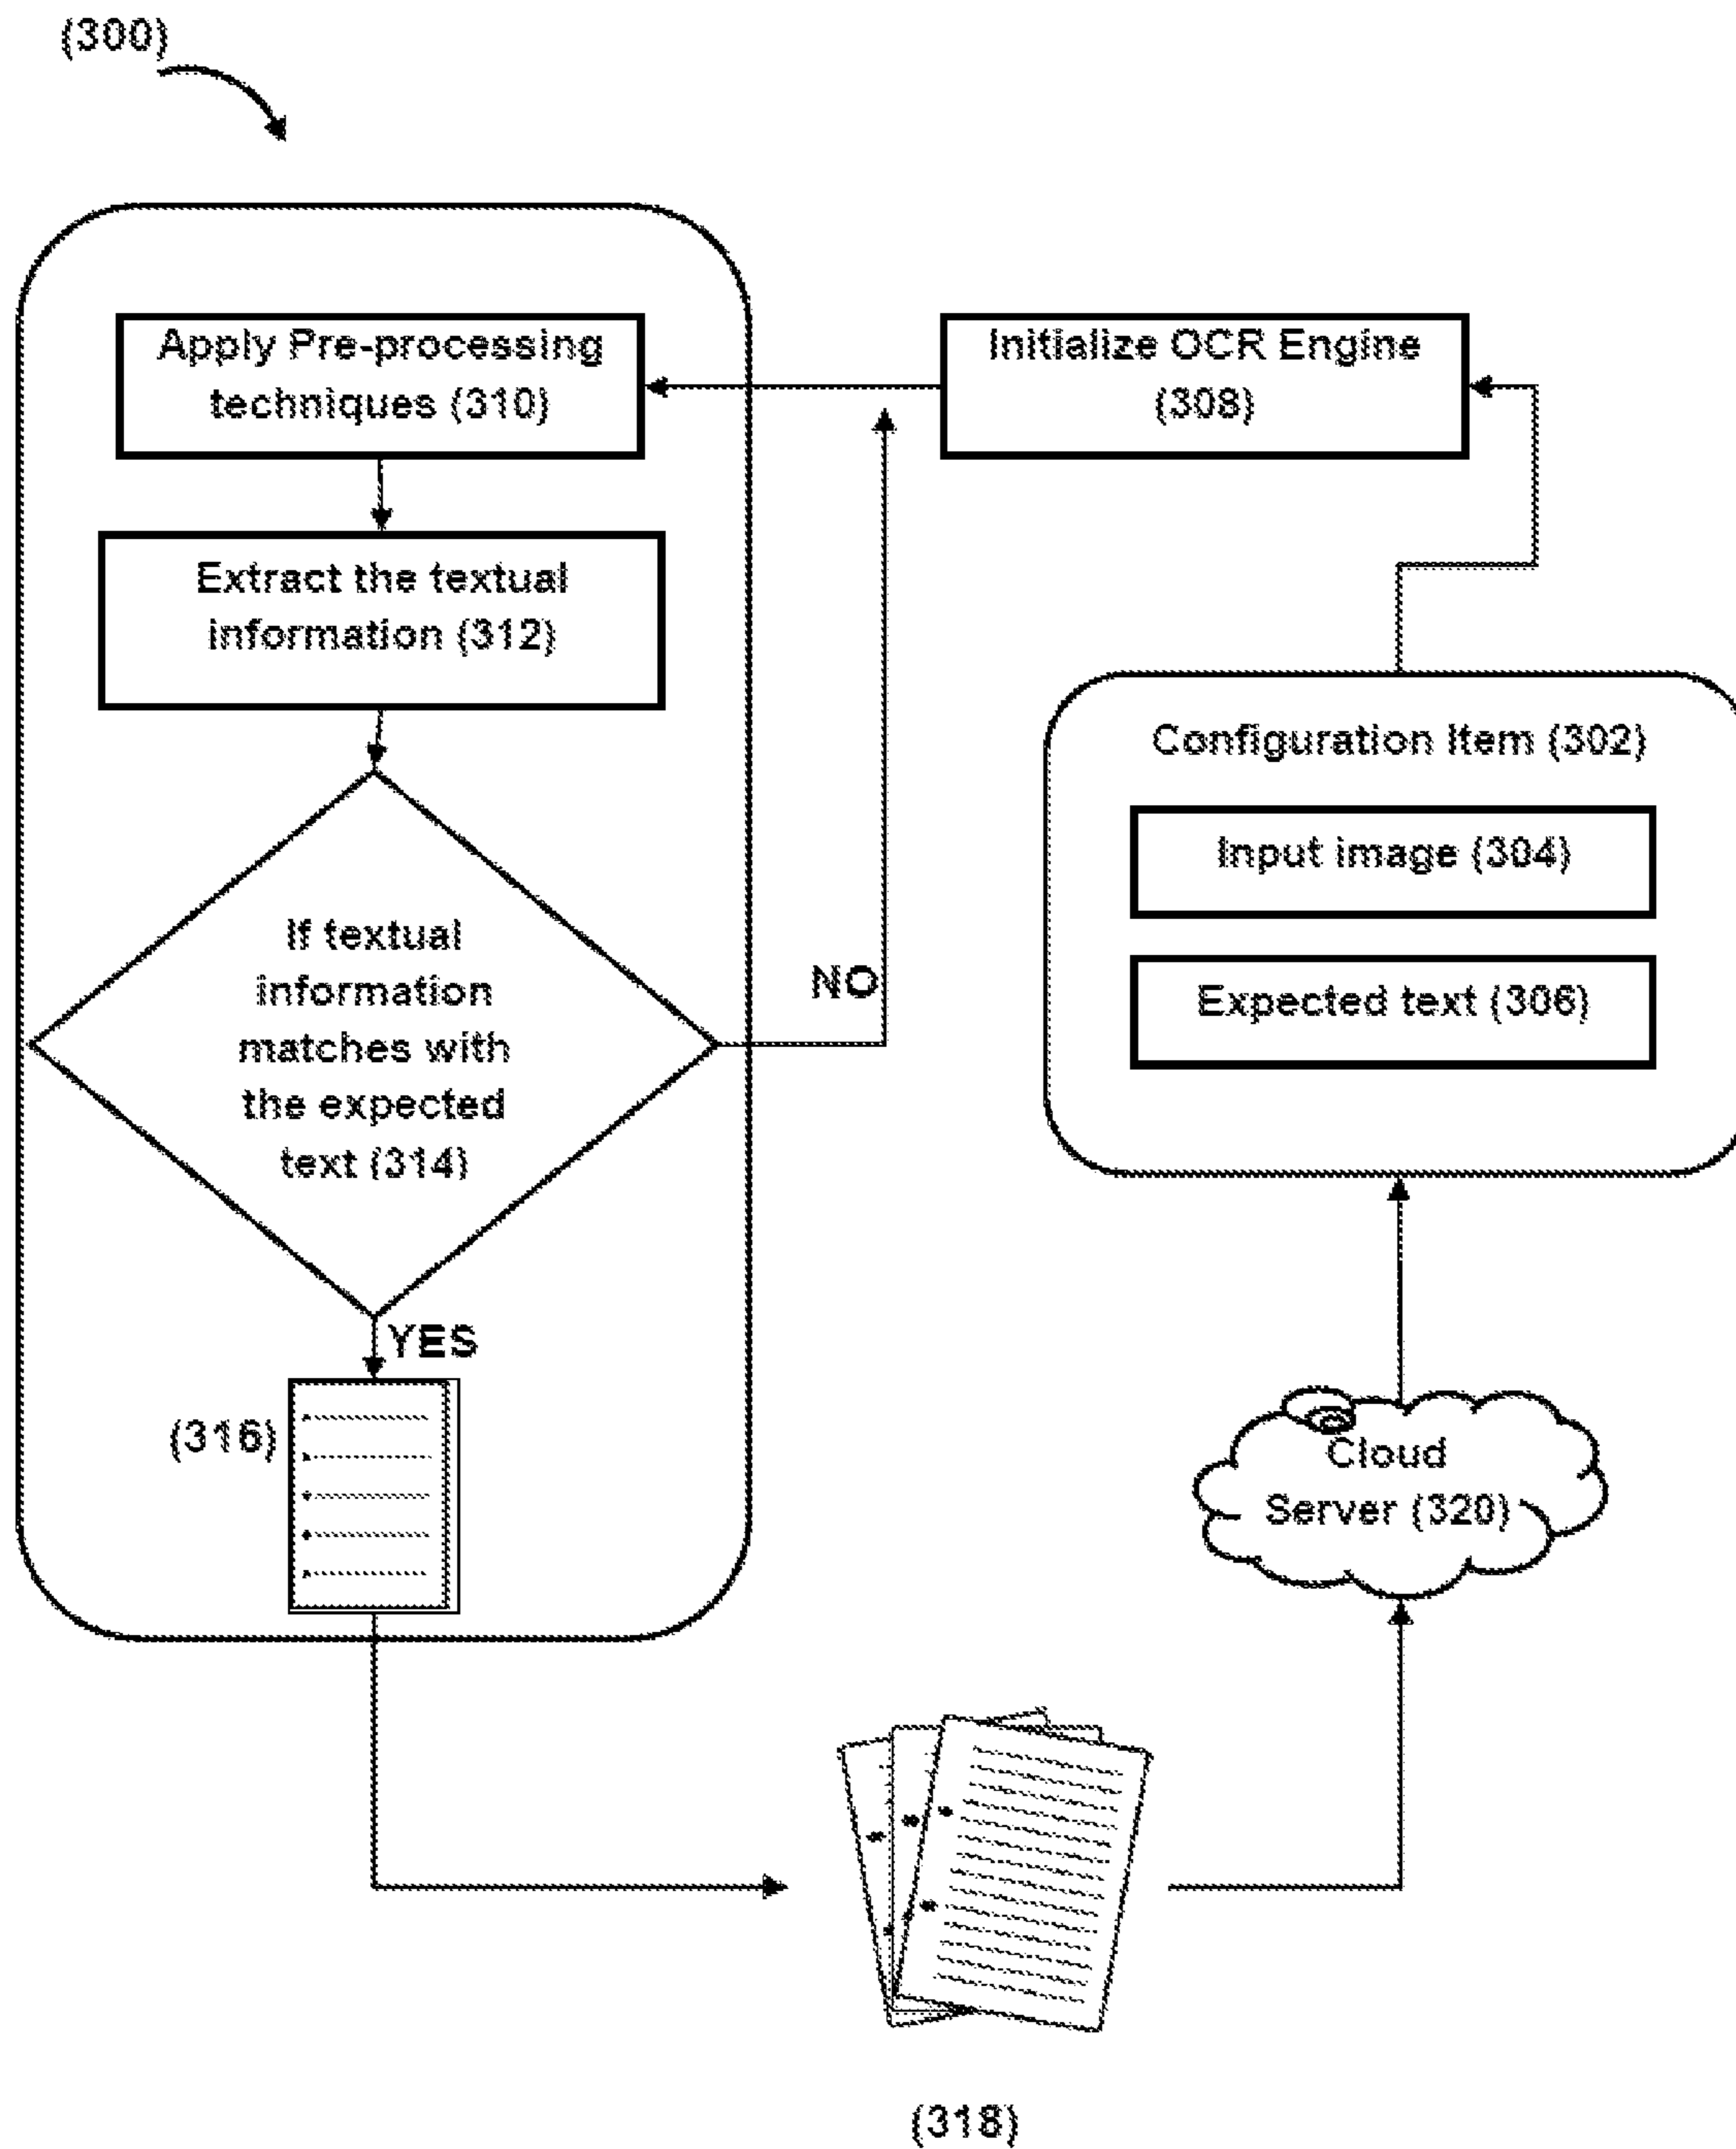 (300)
Apply Pre-processing
techniques (310)
Initialize OCR Engine
(308)
Extract the textual
information (312)
Configuration Item (302)
Input image (304)
Expected text (306)
If textual
information
matches with
the expected
text (314)
NO
YES
(316)
Cloud
Server (320)
(318)